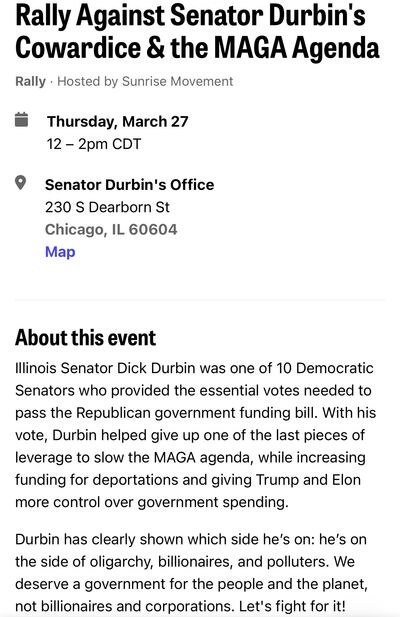 Rally Against Senator Durbin's
Cowardice & the MAGA Agenda
Rally · Hosted by Sunrise Movement
Thursday, March 27
12 – 2pm CDT
Senator Durbin's Office
230 S Dearborn St
Chicago, IL 60604
Map
About this event
Illinois Senator Dick Durbin was one of 10 Democratic
Senators who provided the essential votes needed to
pass the Republican government funding bill. With his
vote, Durbin helped give up one of the last pieces of
leverage to slow the MAGA agenda, while increasing
funding for deportations and giving Trump and Elon
more control over government spending.
Durbin has clearly shown which side he’s on: he’s on
the side of oligarchy, billionaires, and polluters. We
deserve a government for the people and the planet,
not billionaires and corporations. Let's fight for it!